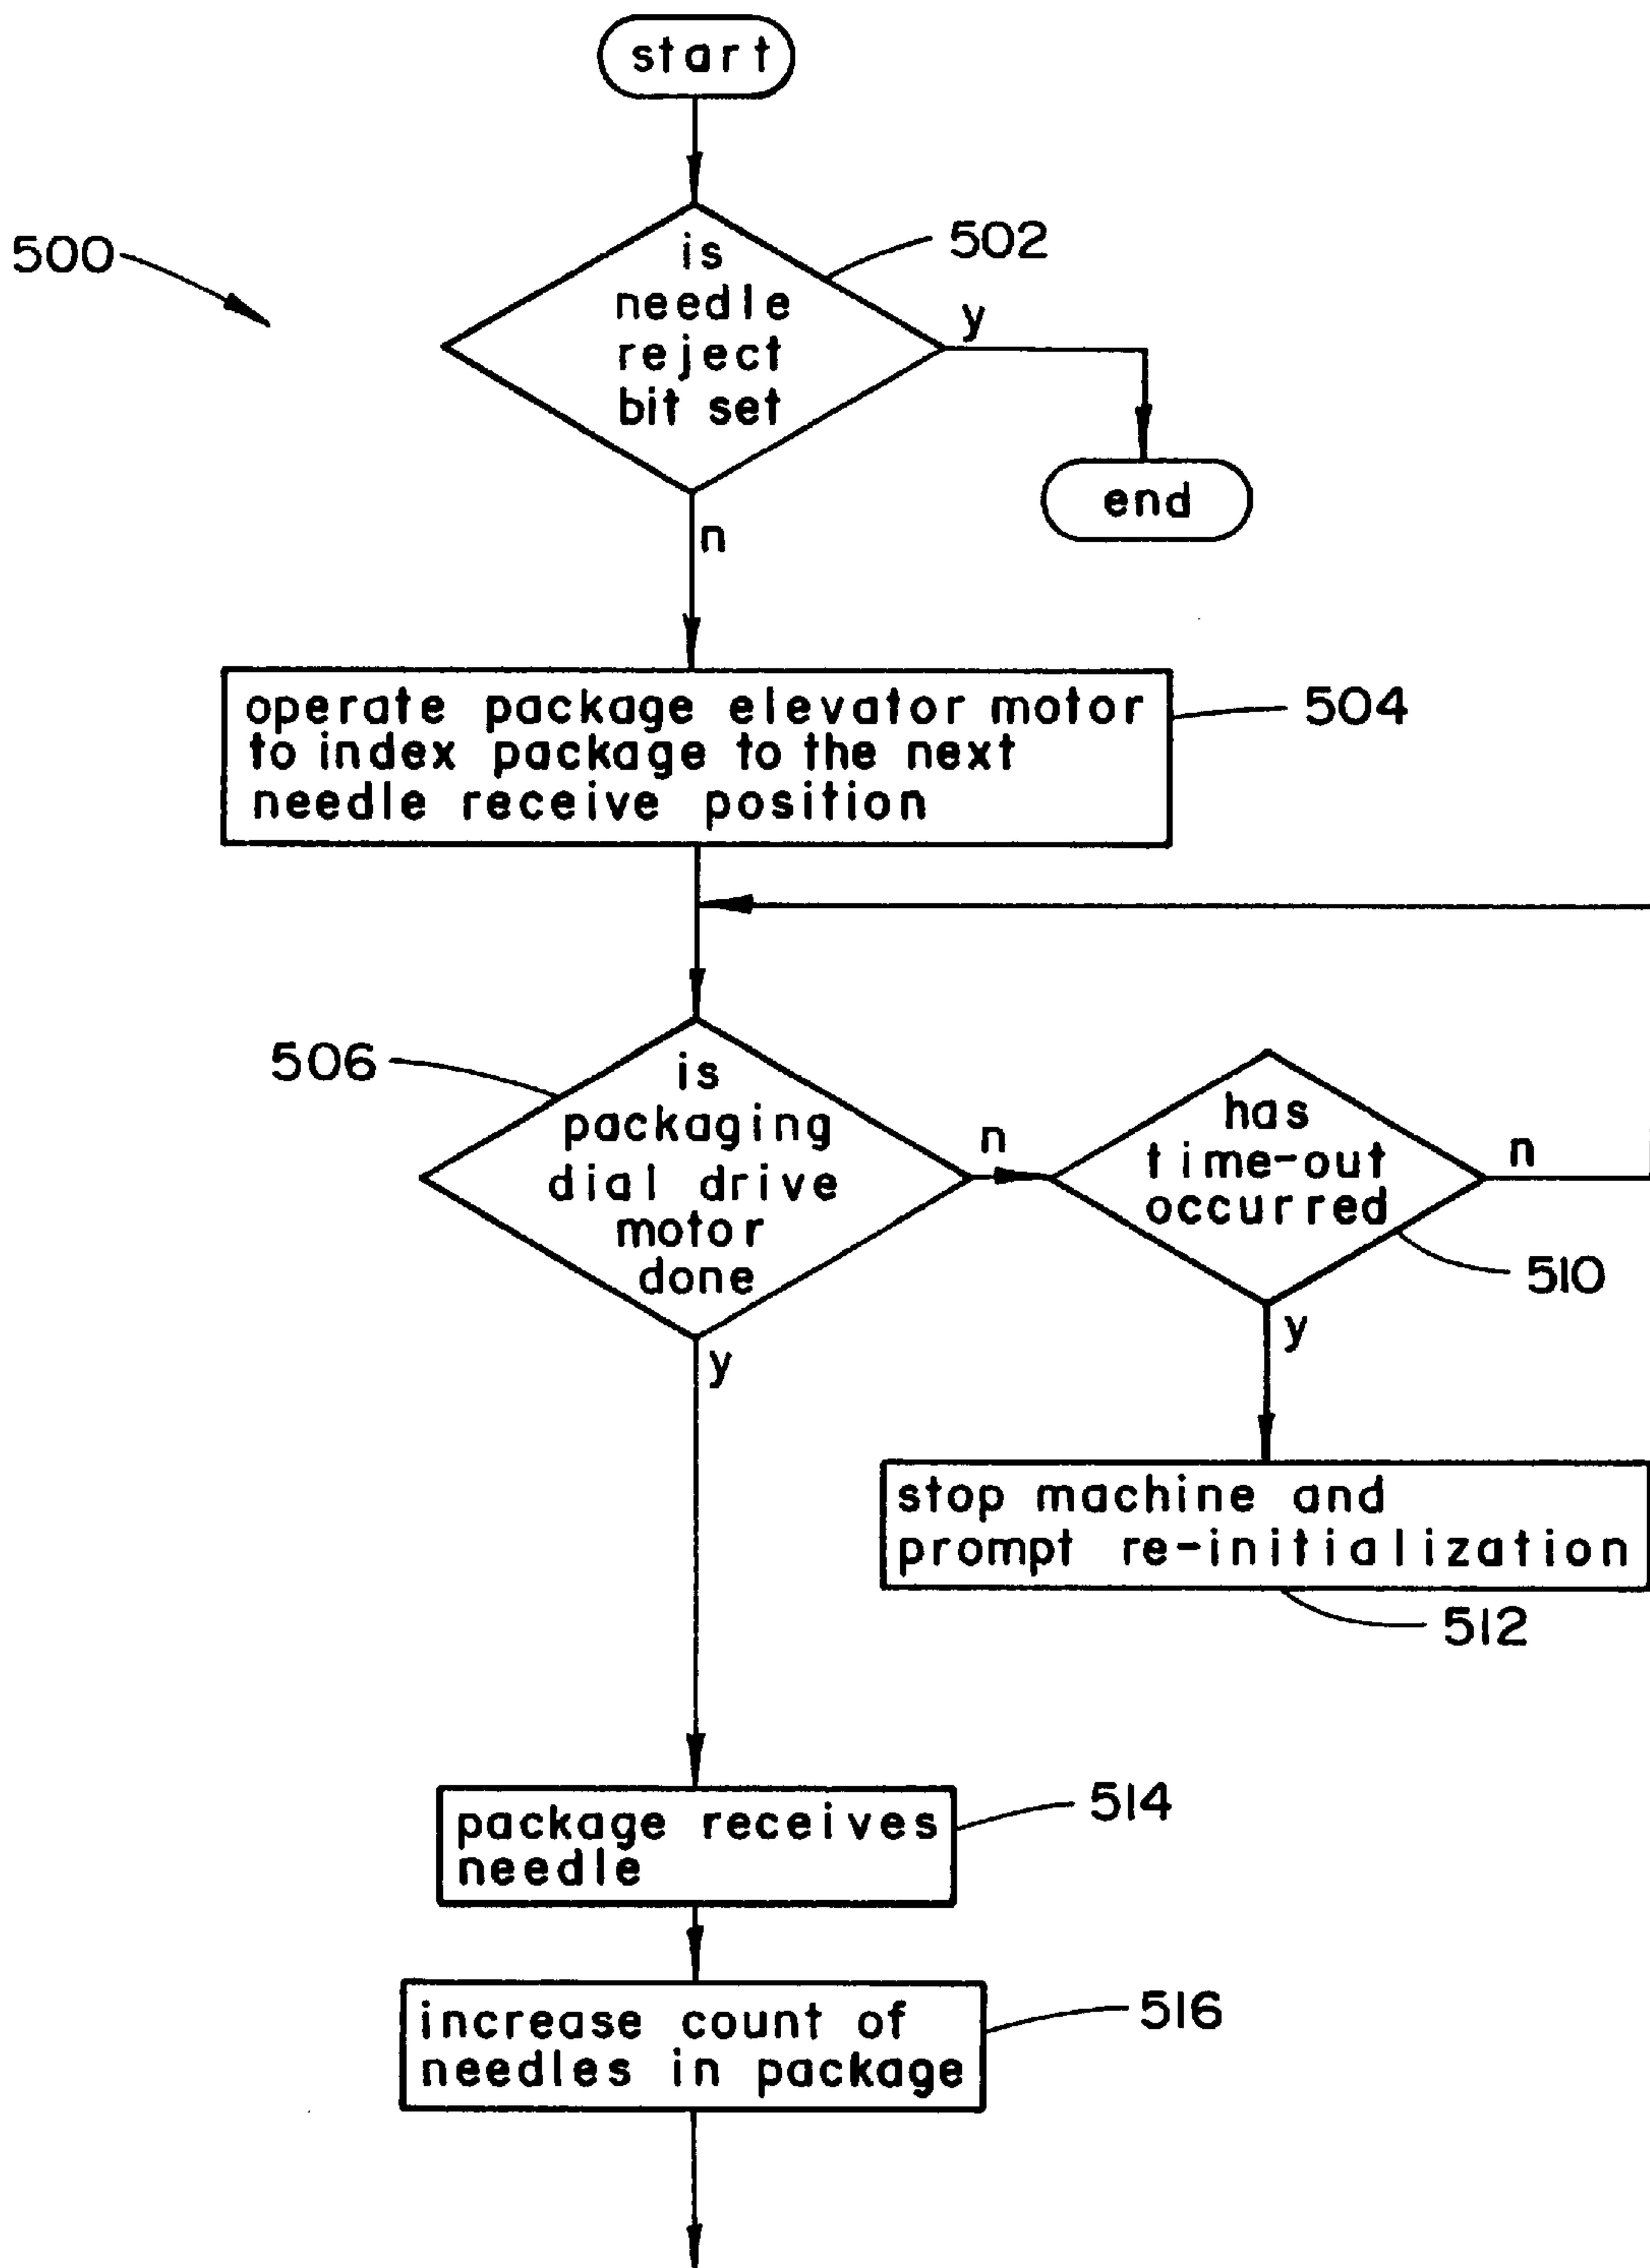 start
500
502
is
needle
reject
bit set
y
end
n
operate package elevator motor
to index package to the next
needle receive position
504
506
is
packaging
dial drive
motor
done
n
has
time-out
occurred
n
510
y
y
stop machine and
prompt re-initialization
512
package receives
needle
514
increase count of
needles in package
516